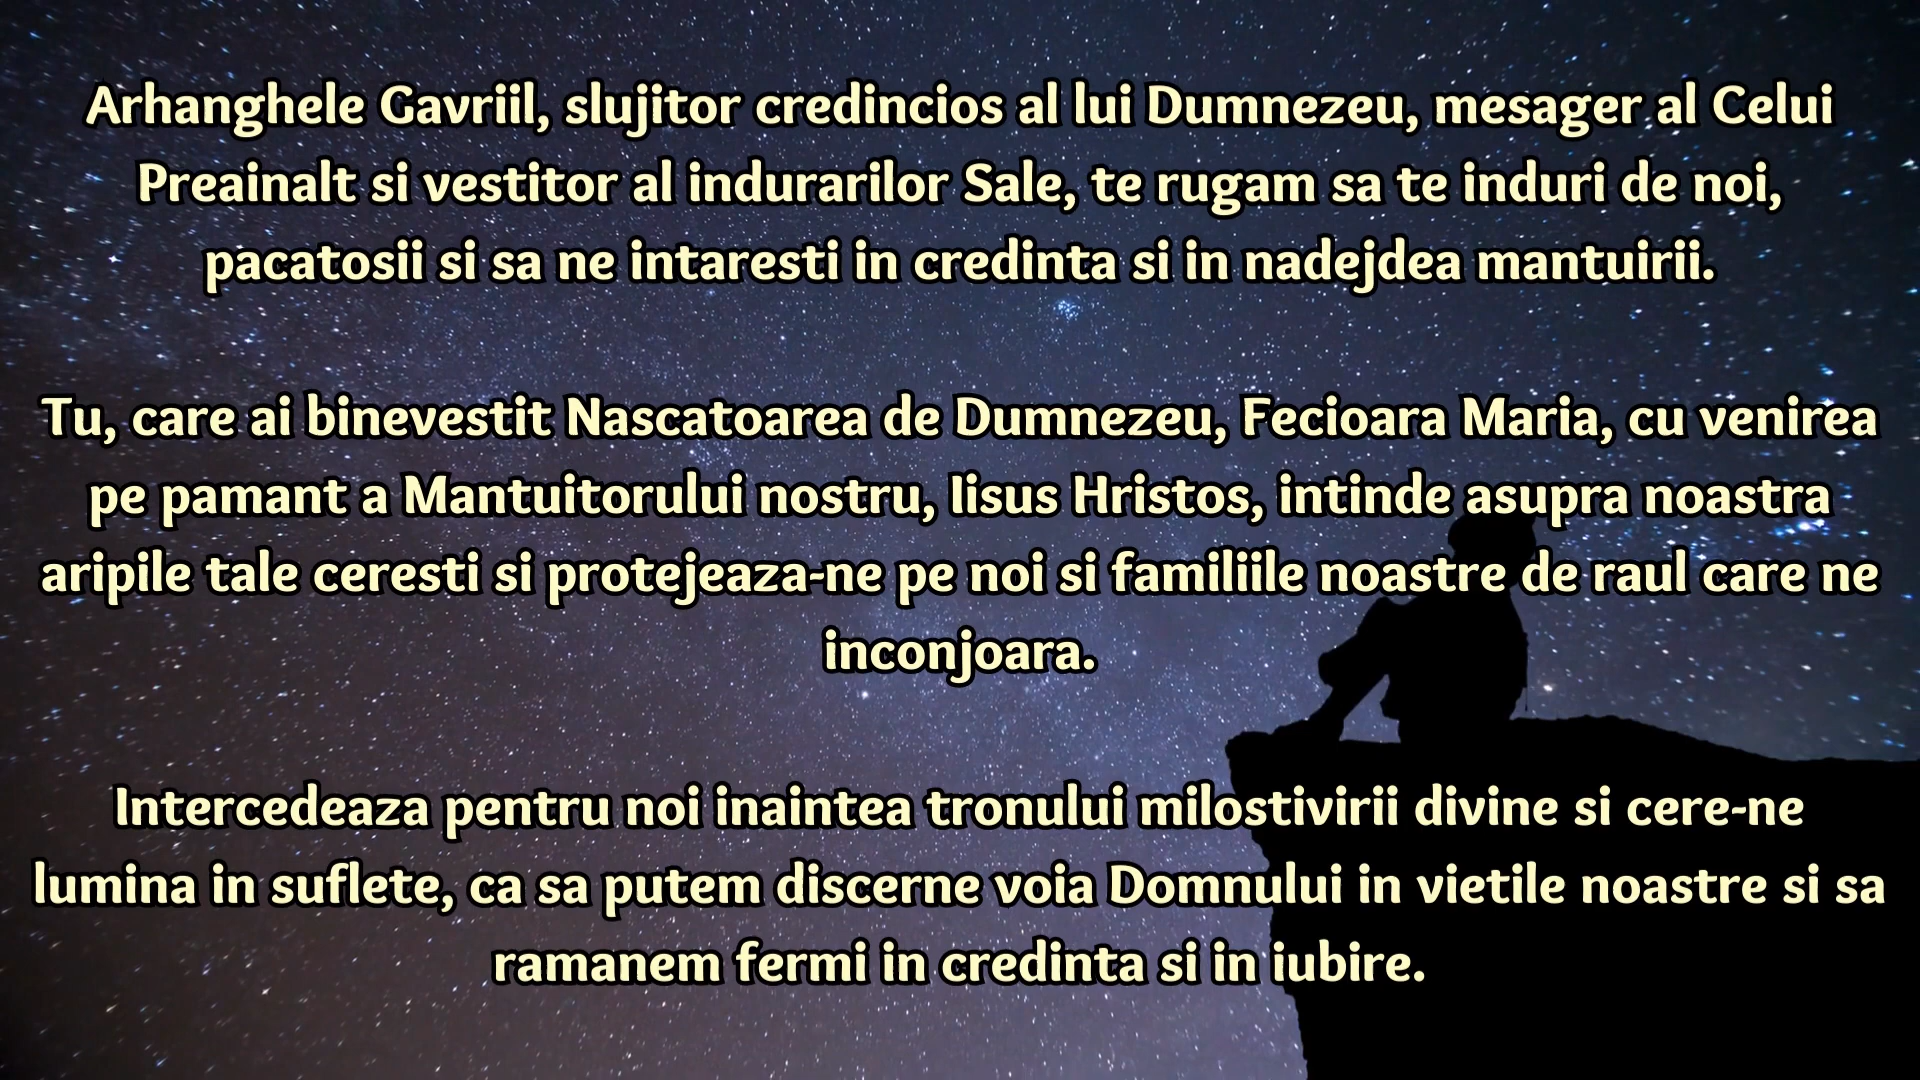 Arhanghele Gavriil, slujitor credincios al lui Dumnezeu, mesager al Celui
Preainalt si vestitor al indurarilor Sale, te rugam sa te induri de noi,
pacatosii si sa ne intaresti in credinta si in nadejdea mantuirii.
Tu, care ai binevestit Nascatoarea de Dumnezeu, Fecioara Maria, cu venirea
pe pamant a Mantuitorului nostru, Iisus Hristos, intinde asupra noastra
aripile tale ceresti si protejeaza-ne pe noi si familiile noastre de raul care ne
inconjoara.
Intercedeaza pentru noi inaintea tronului milostivirii divine si cere-ne
lumina in suflete, ca sa putem discerne voia Domnului in vietile noastre si sa
ramanem fermi in credinta si in iubire.